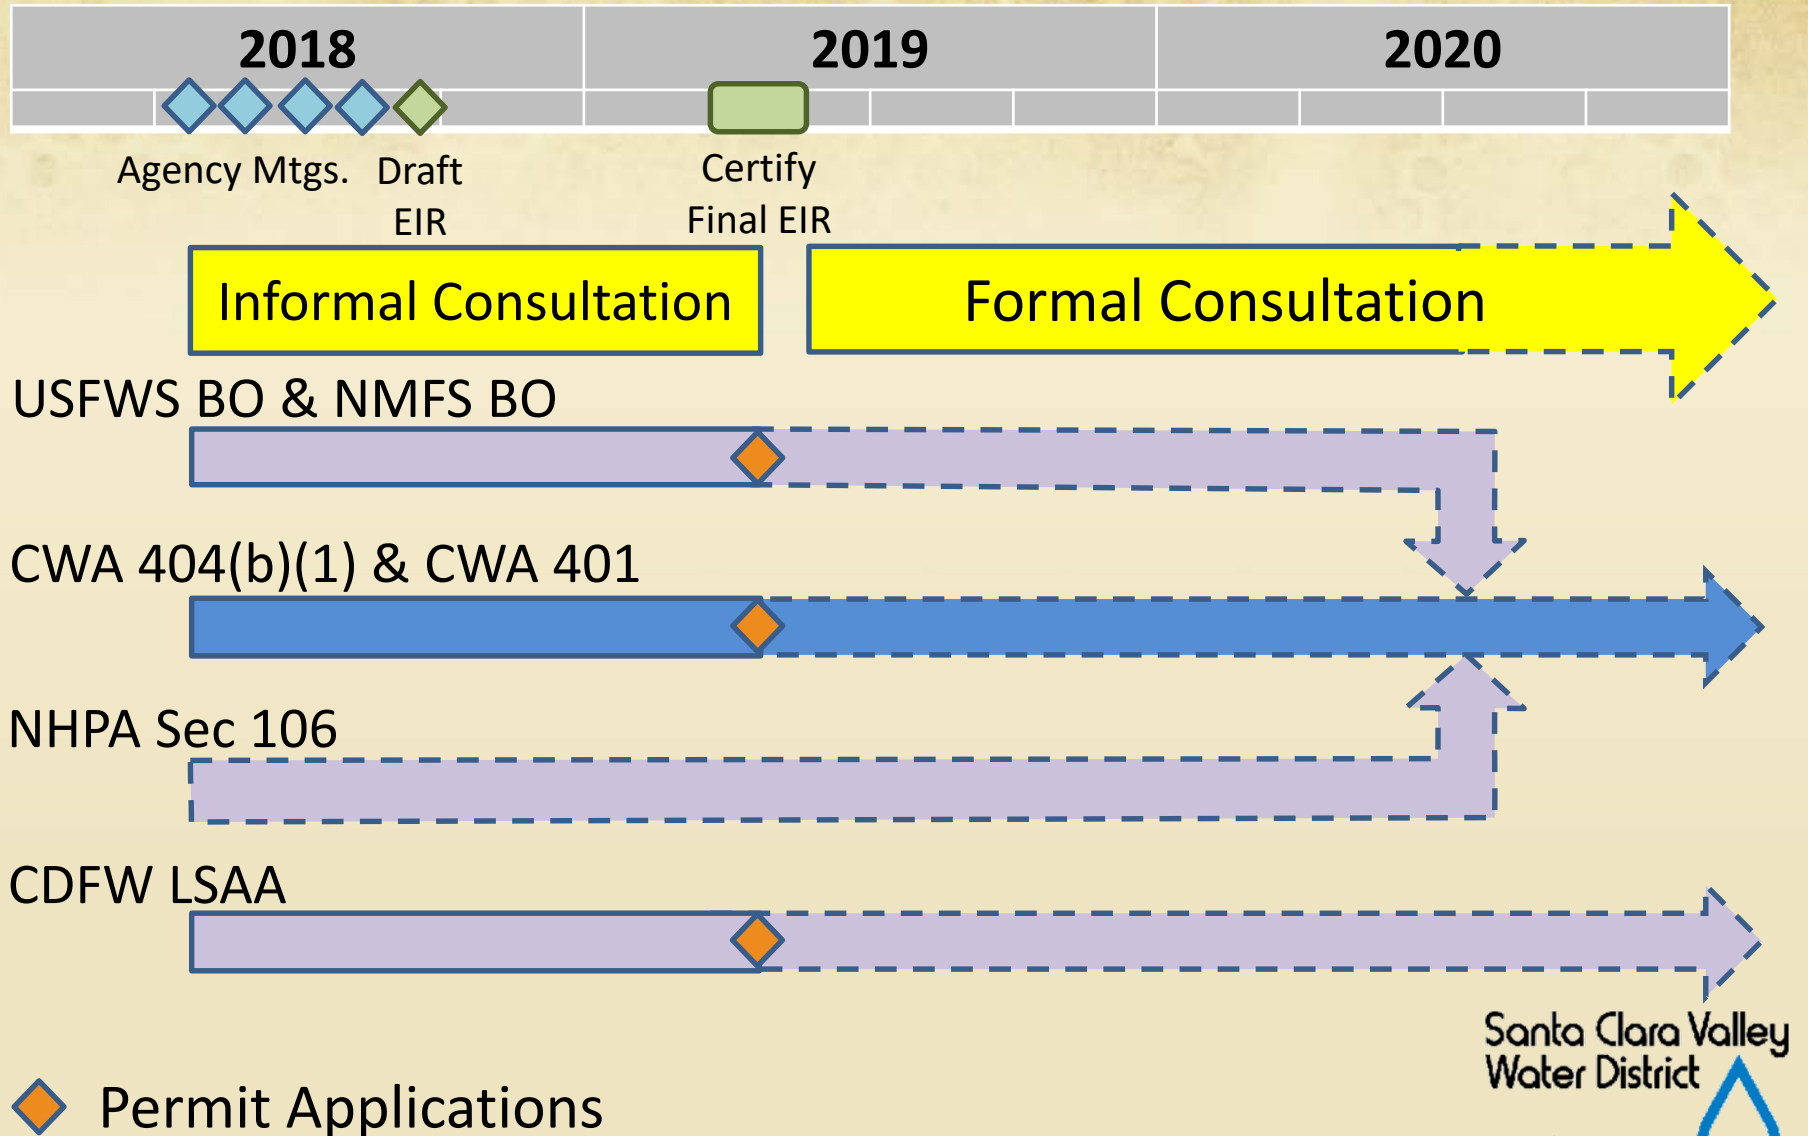 2018 2019 2020
Agency Mtgs. Draft EIR
Certify Final EIR
Informal Consultation
Formal Consultation
USFWS BO & NMFS BO
CWA 404(b)(1) & CWA 401
NHPA Sec 106
CDFW LSAA
Permit Applications
Santa Clara Valley
Water District